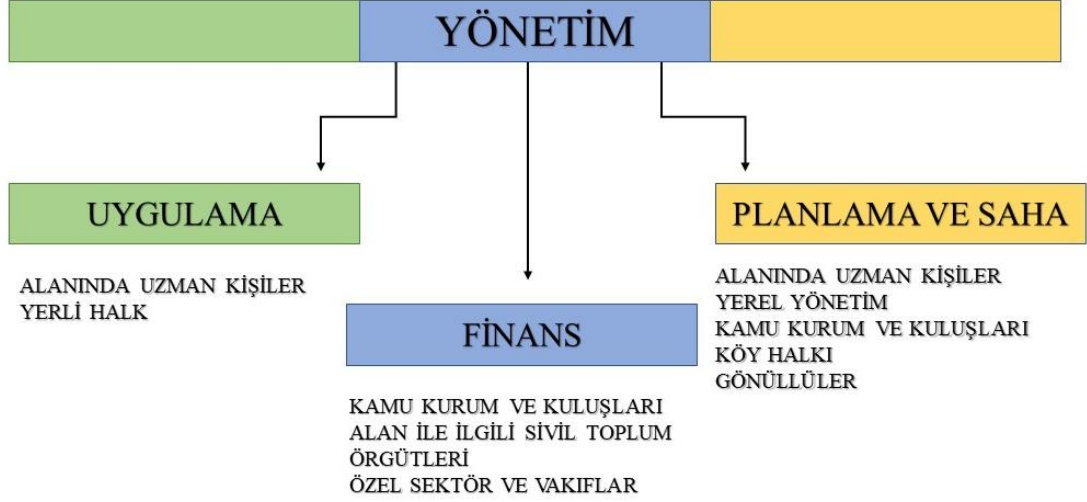 YÖNETİM
UYGULAMA
ALANINDA UZMAN KİŞİLER
YERLİ HALK
FİNANS
KAMU KURUM VE KULUŞLARI
ALAN İLE İLGİLİ SİVİL TOPLUM
ÖRGÜTLERİ
ÖZEL SEKTÖR VE VAKIFLAR
PLANLAMA VE SAHA
ALANINDA UZMAN KİŞİLER
YEREL YÖNETİM
KAMU KURUM VE KULUŞLARI
KÖY HALKI
GÖNÜLLÜLER